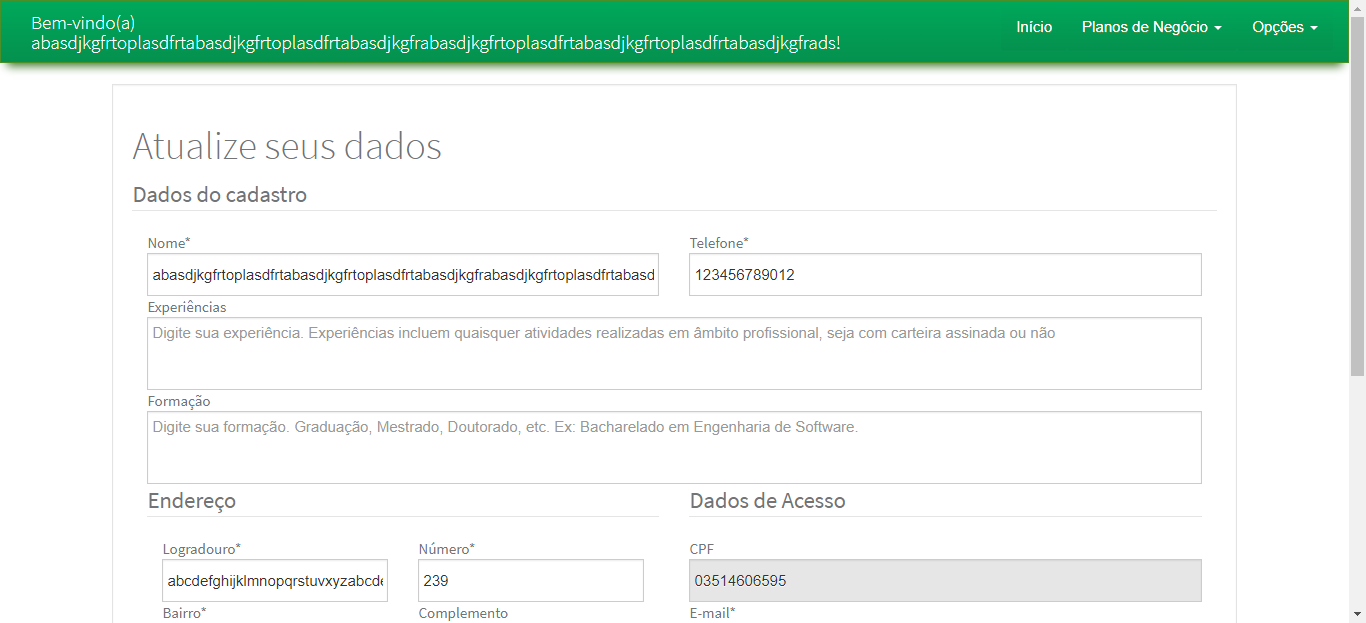 Bem-vindo(a)
abasdjkgfrtoplasdfrtabasdjkgfrtoplasdfrtabasdjkgfrabasdjkgfrtoplasdfrtabasdjkgfrtoplasdfrtabasdjkgfrads!
Início
Planos de Negócio
Opções
Atualize seus dados
Dados do cadastro
Nome*
Telefone*
abasdjkgfrtoplasdfrtabasdjkgfrtoplasdfrtabasdjkgfrabasdjkgfrtoplasdfrtabasd
123456789012
Experiências
Digite sua experiência. Experiências incluem quaisquer atividades realizadas em âmbito profissional, seja com carteira assinada ou não
Formação
Digite sua formação. Graduação, Mestrado, Doutorado, etc. Ex: Bacharelado em Engenharia de Software.
Endereço
Dados de Acesso
Logradouro*
Número*
CPF
abcdefghijklmnopqrstuvxyzabcde
239
03514606595
Bairro*
Complemento
E-mail*